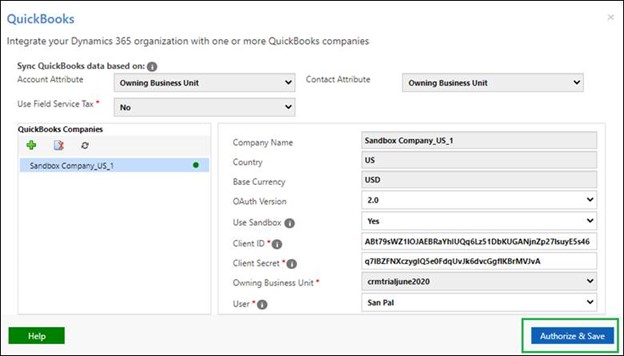 QuickBooks
Integrate your Dynamics 365 organization with one or more QuickBooks companies
Sync QuickBooks data based on:
Account Attribute Owning Business Unit Contact Attribute Owning Business Unit
Use Field Service Tax * No
QuickBooks Companies
Sandbox Company_US_1
Company Name Sandbox Company_US_1
Country US
Base Currency USD
OAuth Version 2.0
Use Sandbox Yes
Client ID *
Client Secret *
Owning Business Unit * crmtrialjune2020
User * San Pal
Help Authorize & Save